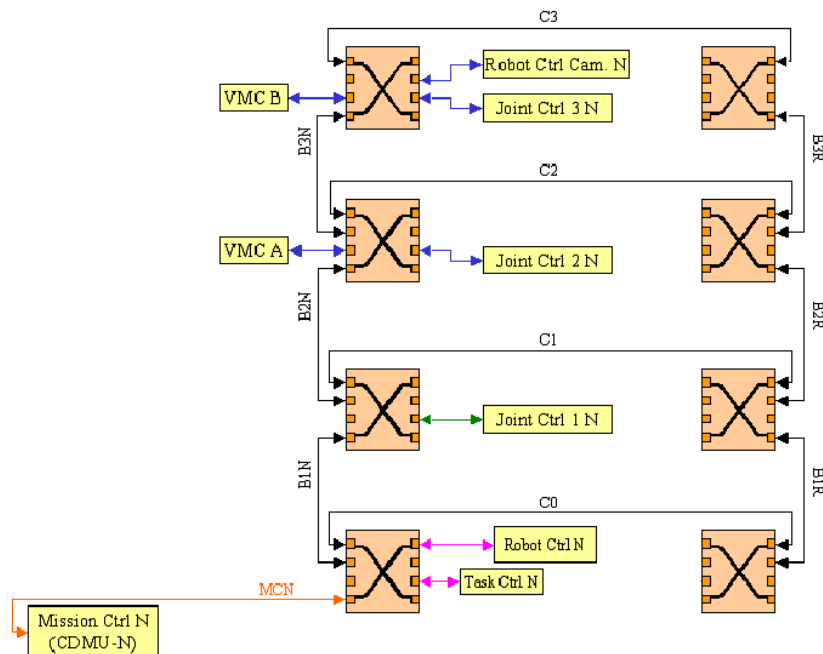 C3
Robot Ctrl Cam. N
VMC B
Joint Ctrl 3 N
B3N
B3R
C2
VMC A
Joint Ctrl 2 N
B2N
B2R
C1
Joint Ctrl 1 N
B1N
B1R
C0
Robot Ctrl N
Task Ctrl N
MCN
Mission Ctrl N
(CDMU-N)